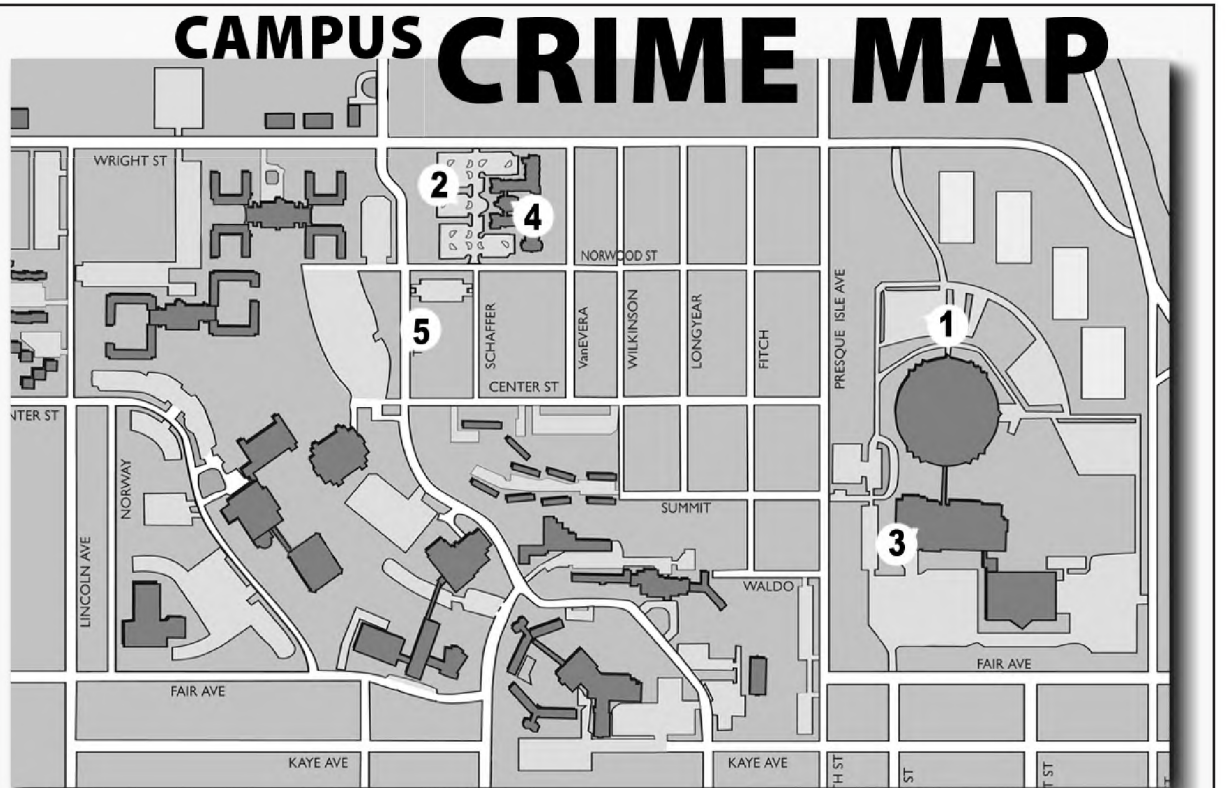 CAMPUS CRIME MAP
WRIGHT ST
2
4
NORWOOD ST
PRESQUE ISLE AVE
1
5
SCHAFFER
VanEVERA
WILKINSON
LONGYEAR
FITCH
CENTER ST
NTER ST
NORWAY
SUMMIT
3
LINCOLN AVE
WALDO
FAIR AVE
FAIR AVE
KAYE AVE
KAYE AVE
TH ST
ST
T ST
T